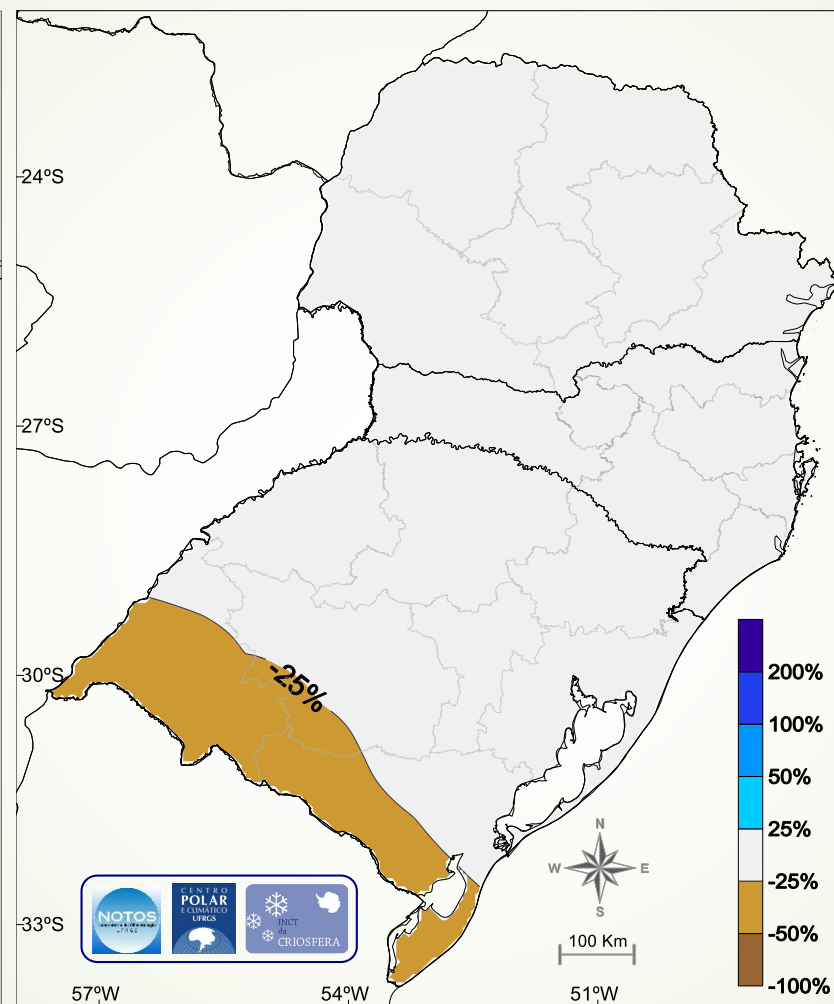 24ºS
27ºS
30ºS
33ºS
-25%
200%
100%
50%
25%
-25%
-50%
-100%
N
W E
S
100 Km
NOTOS
CENTRO
POLAR
E CLIMÁTICO
UFRGS
INCT
da
CRIOSFERA
57ºW 54ºW 51ºW